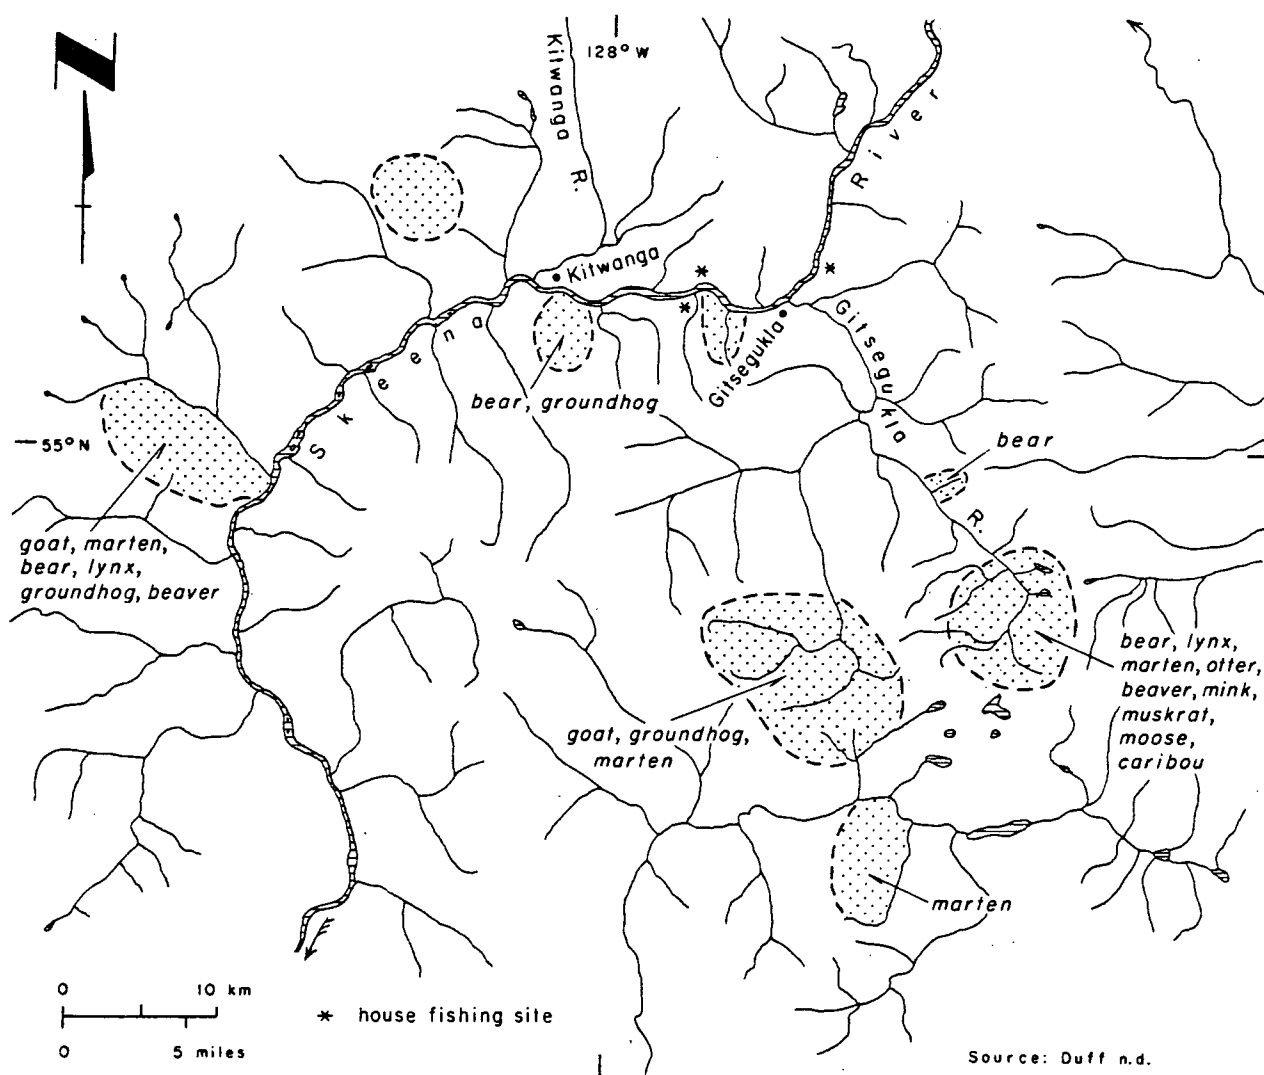 N
Kitwanga R.
128° W
River
Kitwanga
Skeena
Gitsegukla
Gitsegukla R.
bear, groundhog
55° N
bear
goat, marten,
bear, lynx,
groundhog, beaver
bear, lynx,
marten, otter,
beaver, mink,
muskrat,
moose,
caribou
goat, groundhog,
marten
marten
0 10 km
0 5 miles
* house fishing site
Source: Duff n.d.